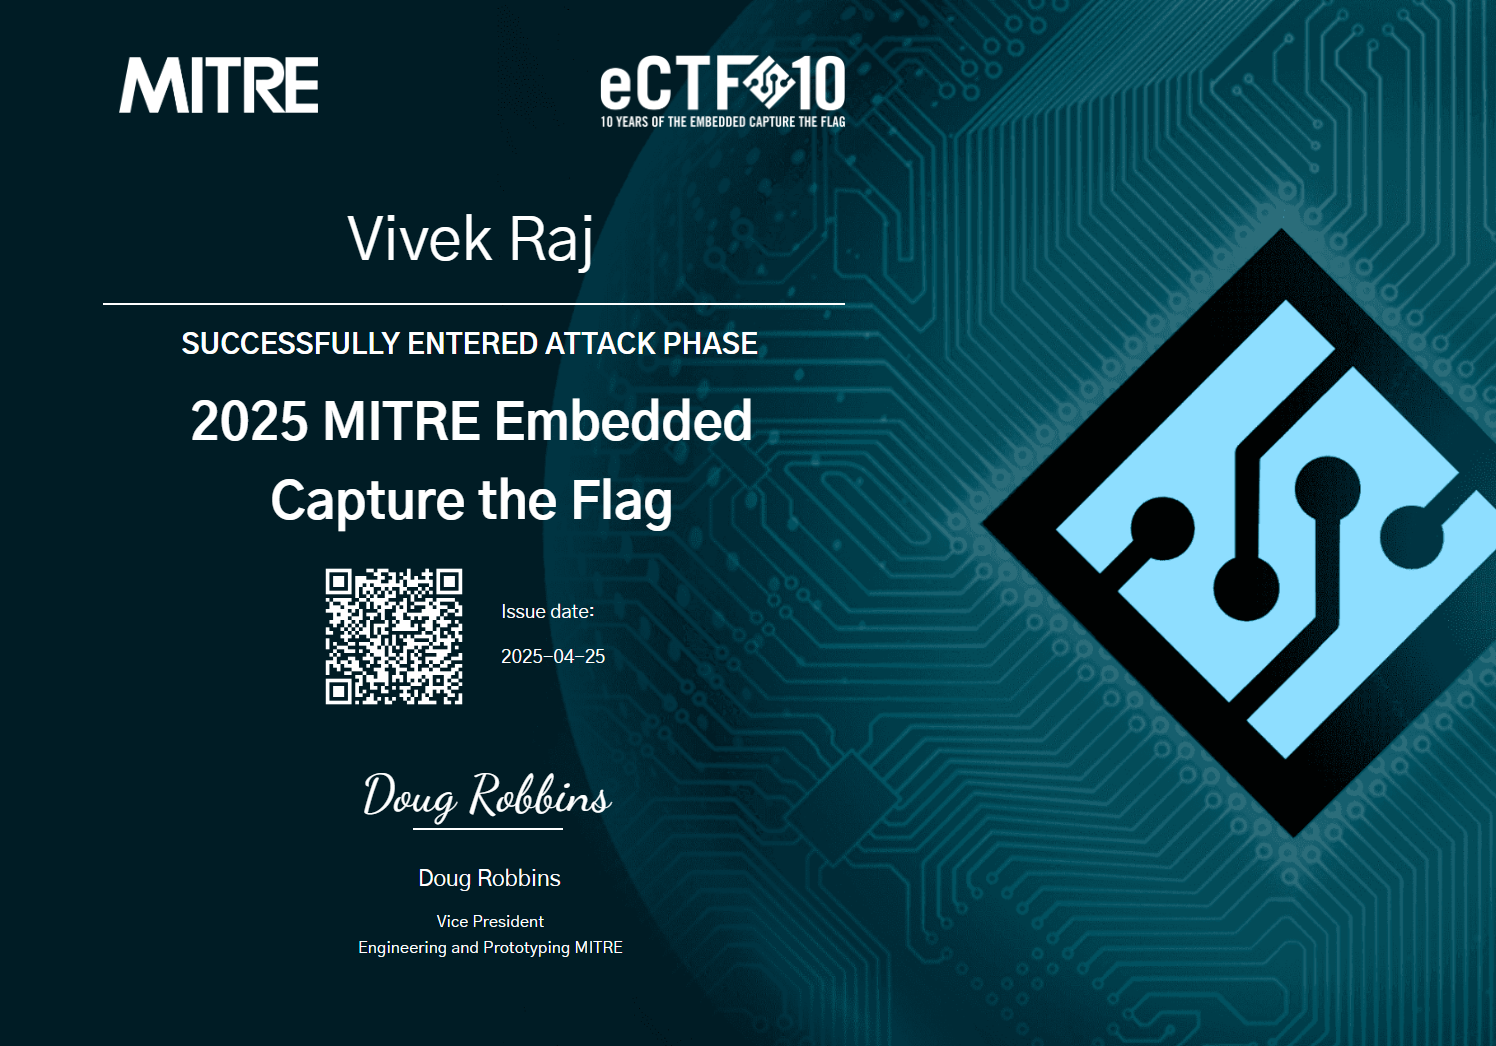 MITRE
eCTF 10
10 YEARS OF THE EMBEDDED CAPTURE THE FLAG
Vivek Raj
SUCCESSFULLY ENTERED ATTACK PHASE
2025 MITRE Embedded
Capture the Flag
Issue date:
2025-04-25
Doug Robbins
Doug Robbins
Vice President
Engineering and Prototyping MITRE